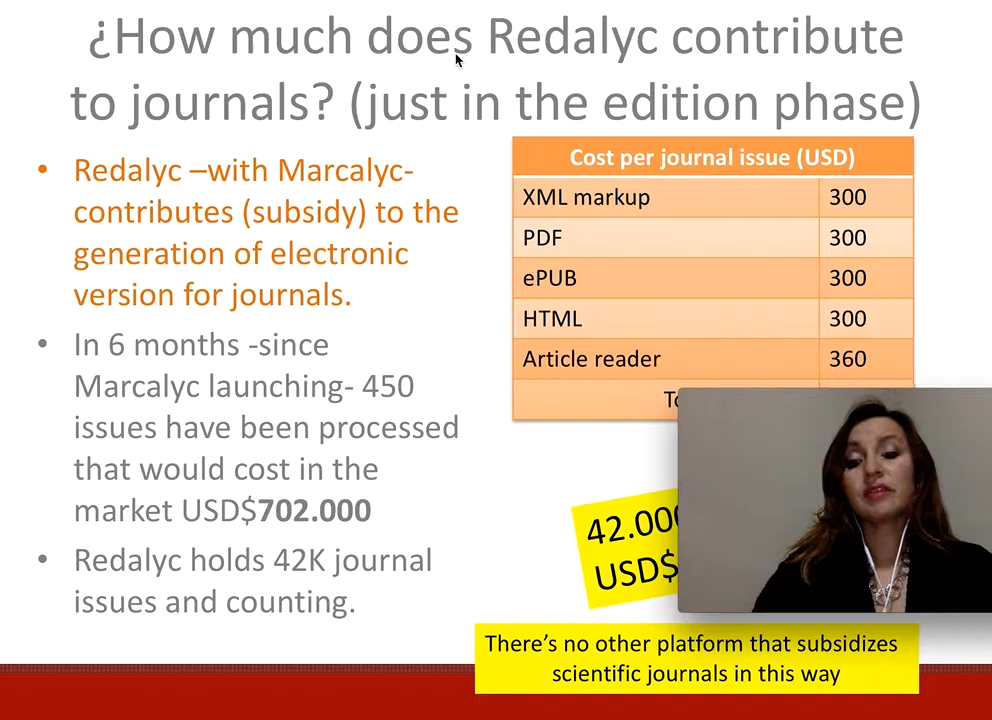 ¿How much does Redalyc contribute
to journals? (just in the edition phase)
• Redalyc –with Marcalyc-
contributes (subsidy) to the
generation of electronic
version for journals.
• In 6 months -since
Marcalyc launching- 450
issues have been processed
that would cost in the
market USD$702.000
• Redalyc holds 42K journal
issues and counting.
Cost per journal issue (USD)
XML markup 300
PDF 300
ePUB 300
HTML 300
Article reader 360
USD$
There’s no other platform that subsidizes
scientific journals in this way